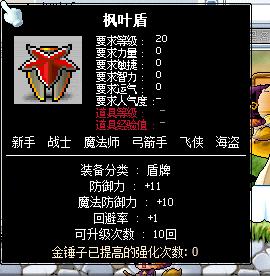 枫叶盾
要求等级： 20
要求力量： 0
要求敏捷： 0
要求智力： 0
要求运气： 0
要求人气度： -
道具等级： -
道具经验值： -
新手 战士 魔法师 弓箭手 飞侠 海盗
装备分类 ： 盾牌
防御力 ： +11
魔法防御力 ： +10
回避率 ： +1
可升级次数 ： 10回
金锤子已提高的强化次数: 0